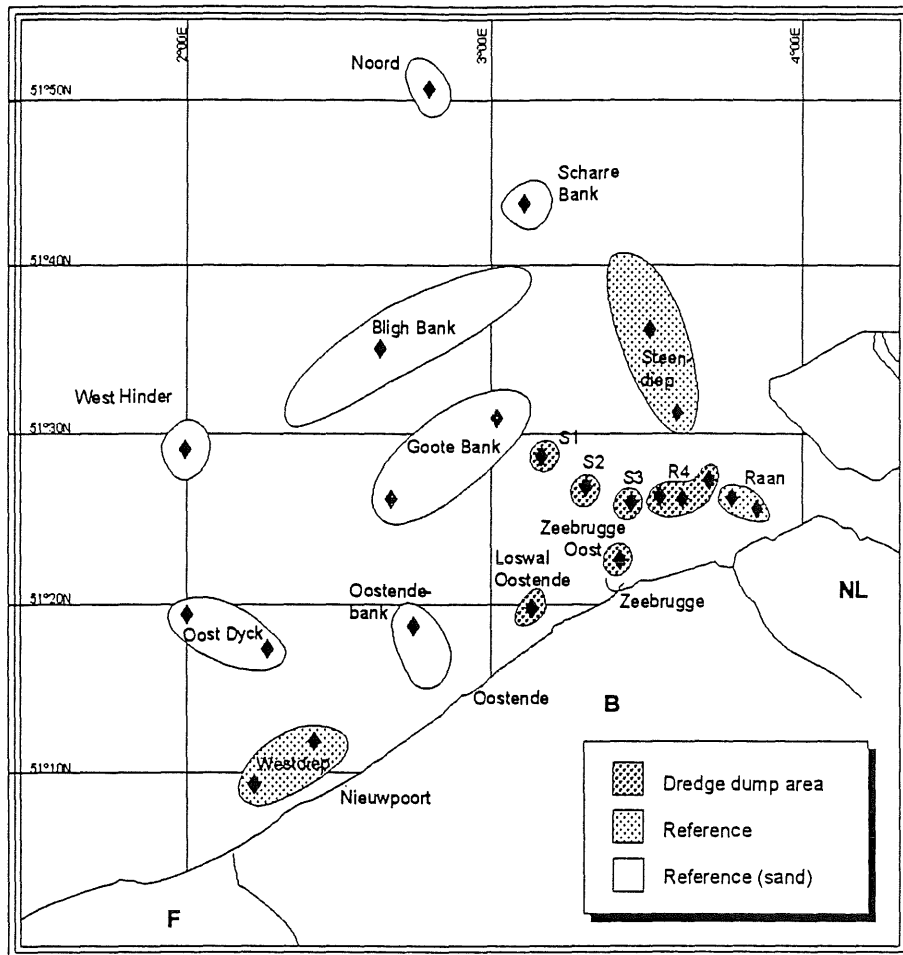 2°00E
3°00E
4°00E
Noord
51°50N
Scharre
Bank
51°40N
Bligh Bank
Steen-
diep
West Hinder
51°30N
Goote Bank
S1
S2
S3
R4
Raan
Zeebrugge
Oost
Loswal
Oostende
51°20N
Oostende-
bank
Zeebrugge
NL
Oost Dyck
Oostende
B
51°10N
Westdiep
Nieuwpoort
Dredge dump area
Reference
Reference (sand)
F